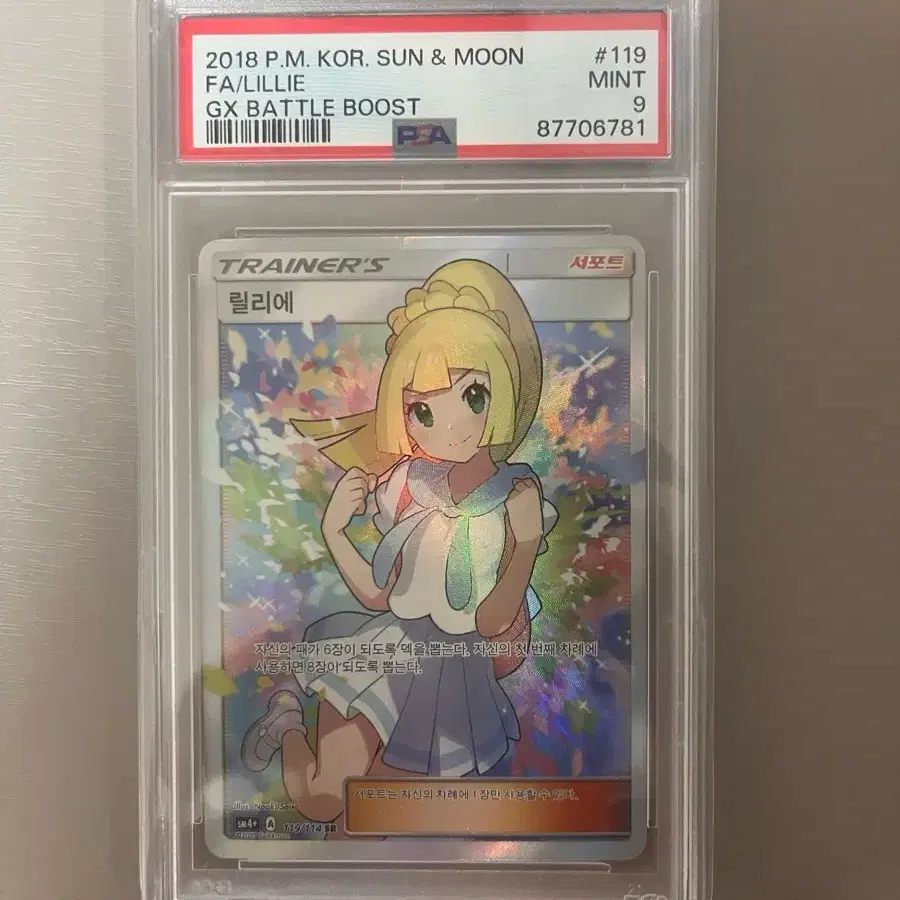 2018 P.M. KOR. SUN & MOON #119
FA/LILLIE MINT
GX BATTLE BOOST 9
PSA 87706781
TRAINER'S 서포트
릴리에
자신의 패가 6장이 되도록 덱을 뽑는다. 자신의 첫 번째 차례에
사용하면 8장이 되도록 뽑는다.
서포트는 자신의 차례에 1장만 사용할 수 있다.
illus. Naoki Saito
SM4+ A 119/114 SR